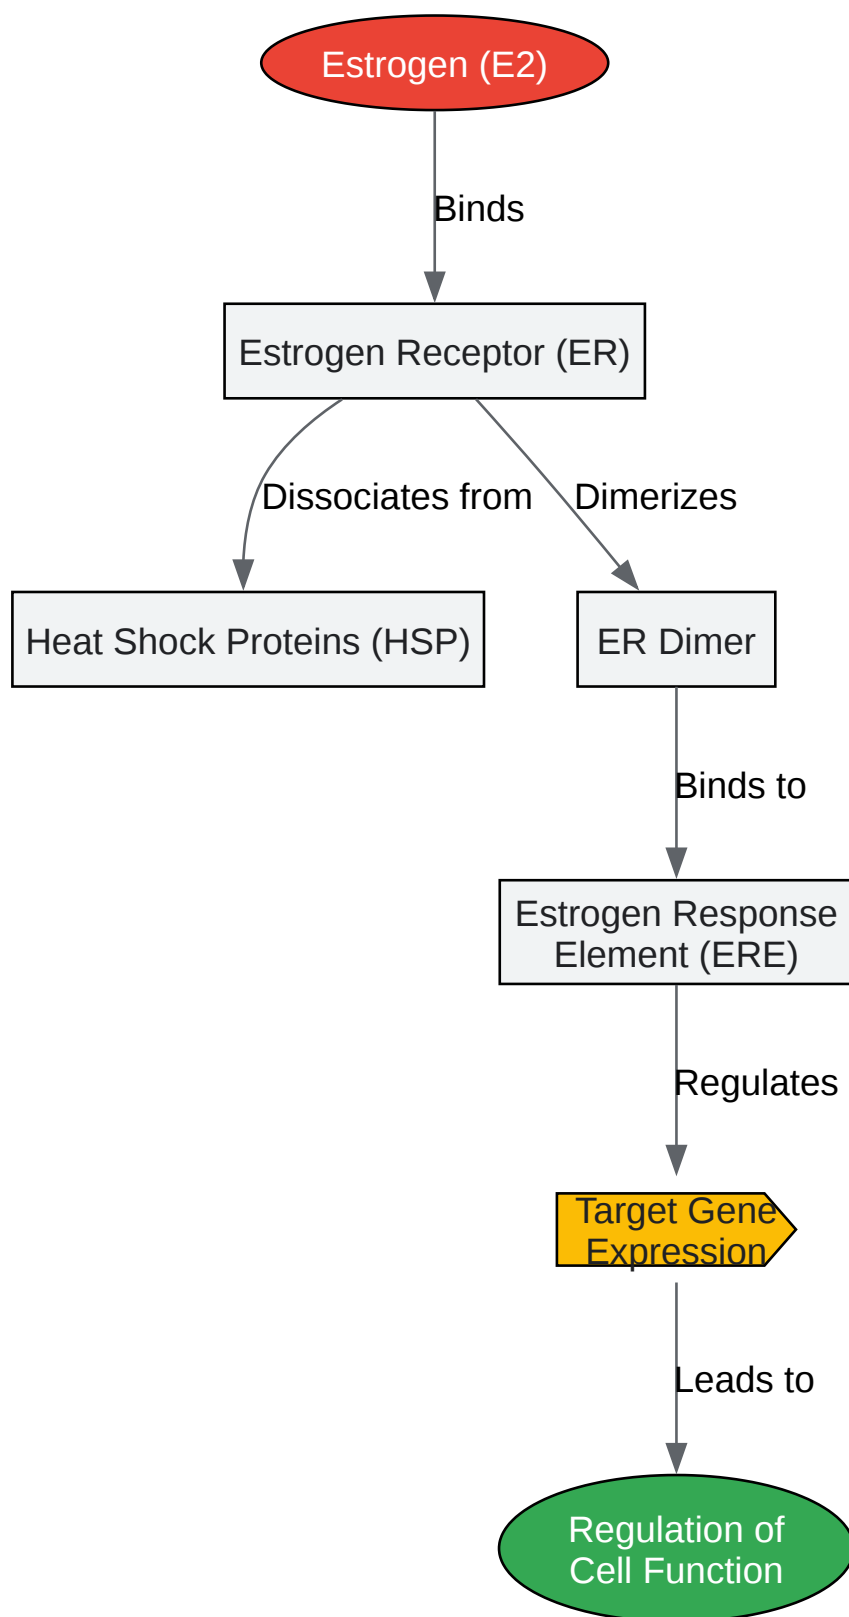 Estrogen (E2)
Binds
Estrogen Receptor (ER)
Dissociates from
Dimerizes
Heat Shock Proteins (HSP)
ER Dimer
Binds to
Estrogen Response
Element (ERE)
Regulates
Target Gene
Expression
Leads to
Regulation of
Cell Function